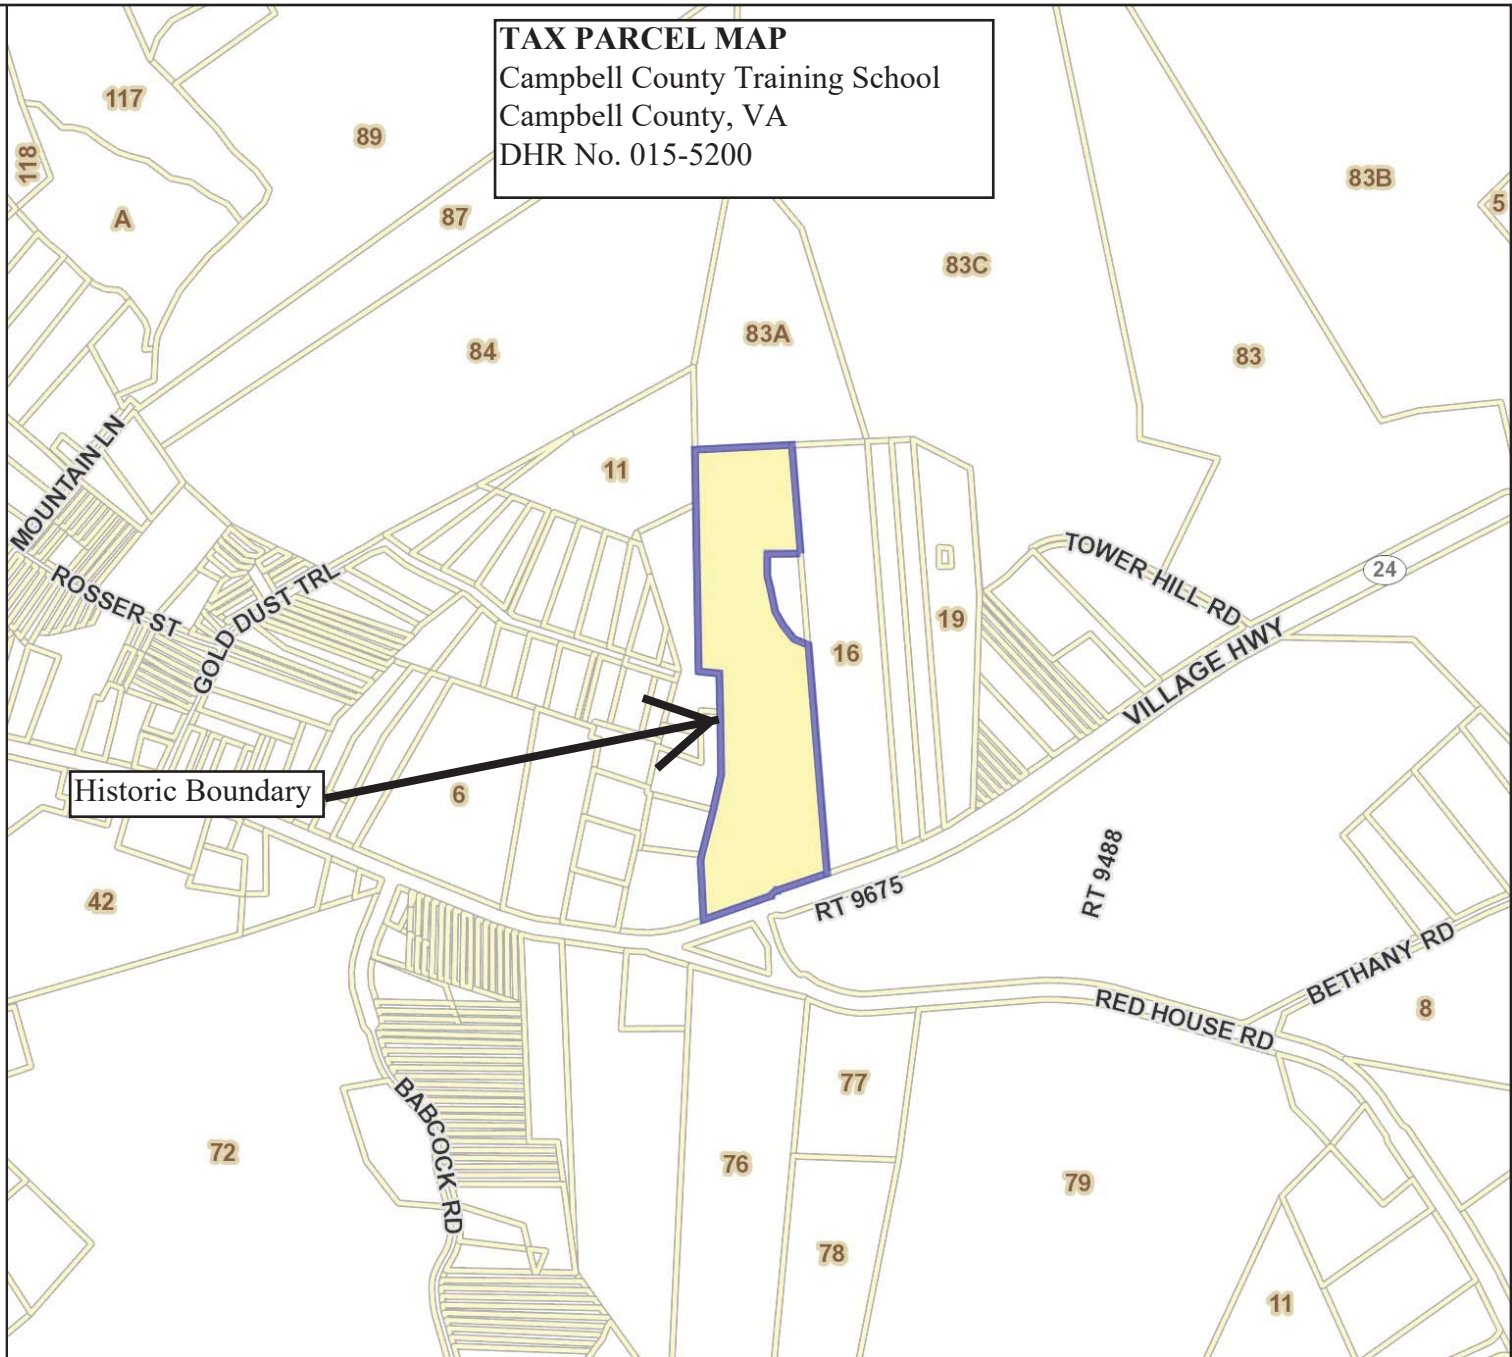 TAX PARCEL MAP
Campbell County Training School
Campbell County, VA
DHR No. 015-5200
117
89
118
83B
5
A
87
83C
84
83A
83
11
MOUNTAIN LN
ROSSER ST
GOLD DUST TRL
TOWER HILL RD
24
19
16
VILLAGE HWY
Historic Boundary
6
RT 9488
42
RT 9675
BETHANY RD
RED HOUSE RD
8
77
BABCOCK RD
72
76
79
78
11